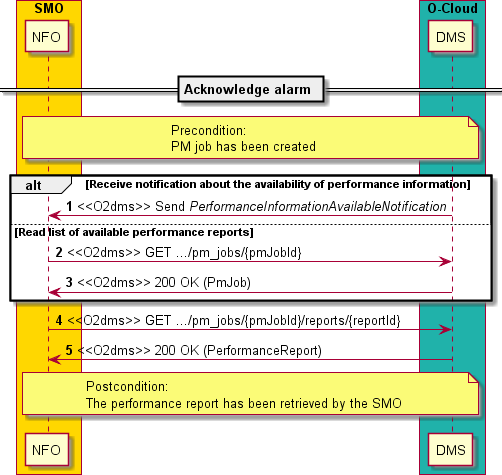 SMO O-Cloud
NFO DMS
Acknowledge alarm
Precondition:
PM job has been created
alt [Receive notification about the availability of performance information]
1 <<O2dms>> Send PerformanceInformationAvailableNotification
[Read list of available performance reports]
2 <<O2dms>> GET .../pm_jobs/{pmJobId}
3 <<O2dms>> 200 OK (PmJob)
4 <<O2dms>> GET .../pm_jobs/{pmJobId}/reports/{reportId}
5 <<O2dms>> 200 OK (PerformanceReport)
Postcondition:
The performance report has been retrieved by the SMO
NFO DMS